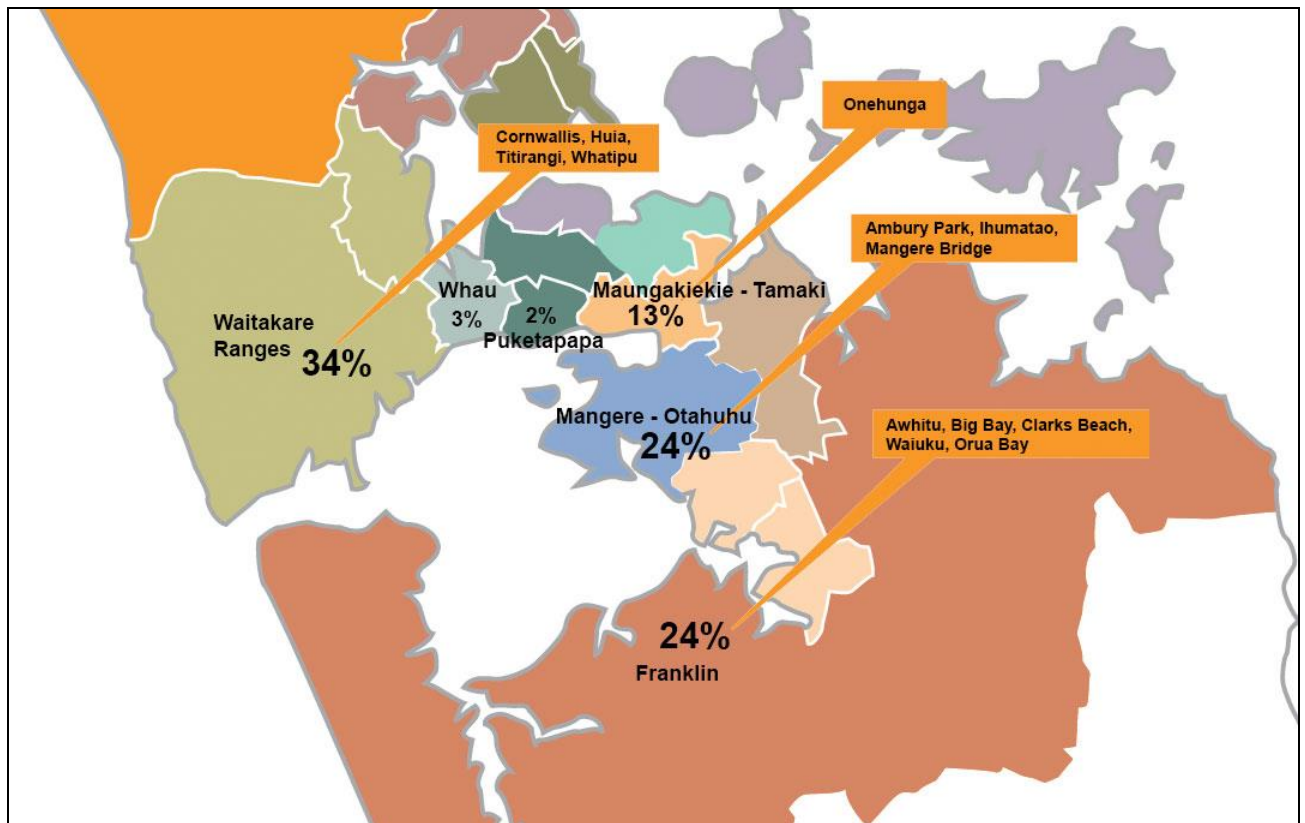 Onehunga
Cornwallis, Huia,
Titirangi, Whatipu
Ambury Park, Ihumatao,
Mangere Bridge
Whau
3%
2%
Puketapapa
Maungakiekie - Tamaki
13%
Waitakare
Ranges
34%
Mangere - Otahuhu
24%
Awhitu, Big Bay, Clarks Beach,
Waiuku, Orua Bay
24%
Franklin